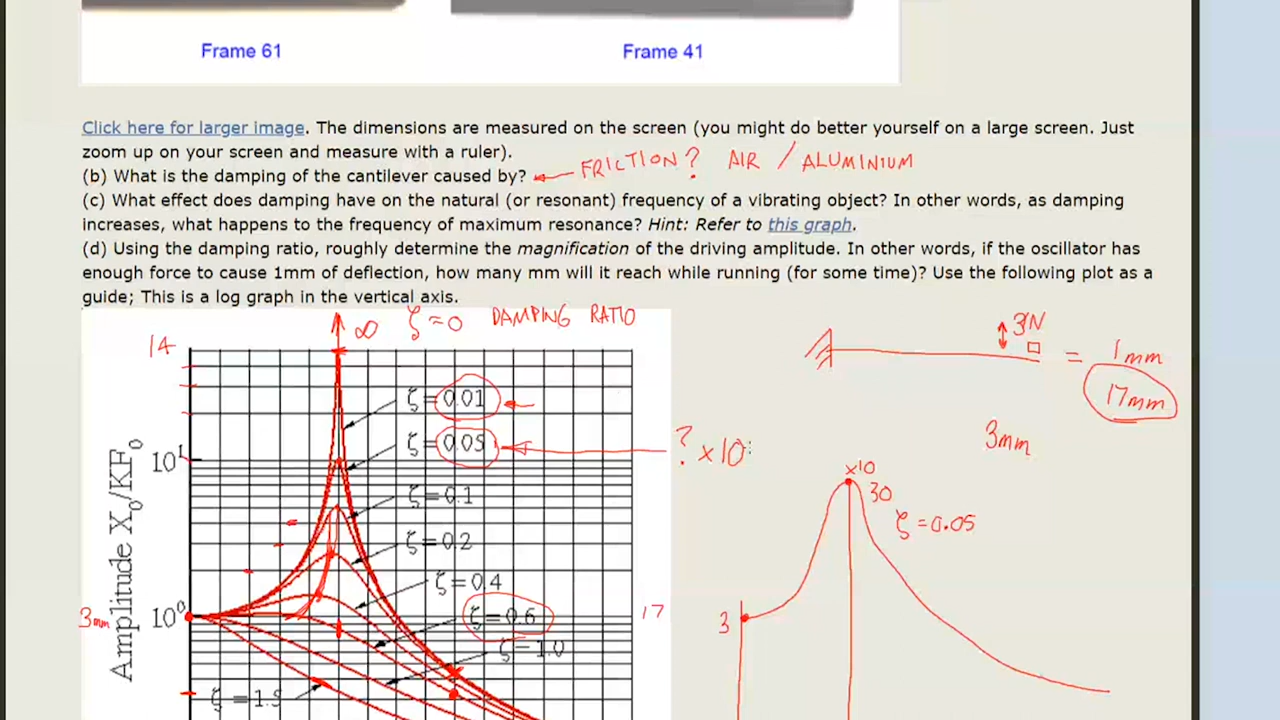 Frame 61
Frame 41
Click here for larger image. The dimensions are measured on the screen (you might do better yourself on a large screen. Just
zoom up on your screen and measure with a ruler).
(b) What is the damping of the cantilever caused by? FRICTION? AIR / ALUMINIUM
(c) What effect does damping have on the natural (or resonant) frequency of a vibrating object? In other words, as damping
increases, what happens to the frequency of maximum resonance? Hint: Refer to this graph.
(d) Using the damping ratio, roughly determine the magnification of the driving amplitude. In other words, if the oscillator has
enough force to cause 1mm of deflection, how many mm will it reach while running (for some time)? Use the following plot as a
guide; This is a log graph in the vertical axis.
∞ ζ=0 DAMPING RATIO
14
ζ=0.01
ζ=0.05
10¹
ζ=0.1
ζ=0.2
ζ=0.4
3mm 10⁰
ζ=0.6
17
ζ=1.0
ζ=1.5
Amplitude X₀/KF₀
? ×10
3N
= 1mm
17mm
3mm
×10
30
ζ=0.05
3